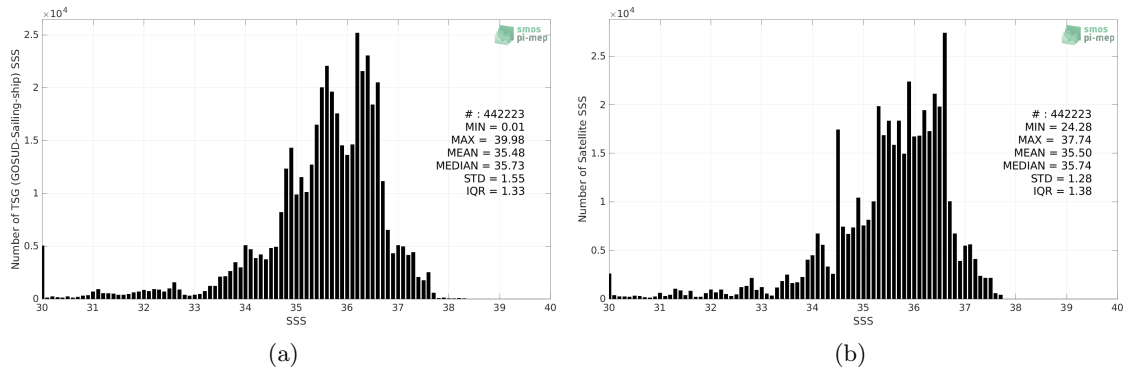 ×10⁴
2.5
2
1.5
1
0.5
0
30 31 32 33 34 35 36 37 38 39 40
SSS
Number of TSG (GOSUD-Sailing-ship) SSS
smos
pi-mep
# : 442223
MIN = 0.01
MAX = 39.98
MEAN = 35.48
MEDIAN = 35.73
STD = 1.55
IQR = 1.33
(a)
×10⁴
2.5
2
1.5
1
0.5
0
30 31 32 33 34 35 36 37 38 39 40
SSS
Number of Satellite SSS
smos
pi-mep
# : 442223
MIN = 24.28
MAX = 37.74
MEAN = 35.50
MEDIAN = 35.74
STD = 1.28
IQR = 1.38
(b)